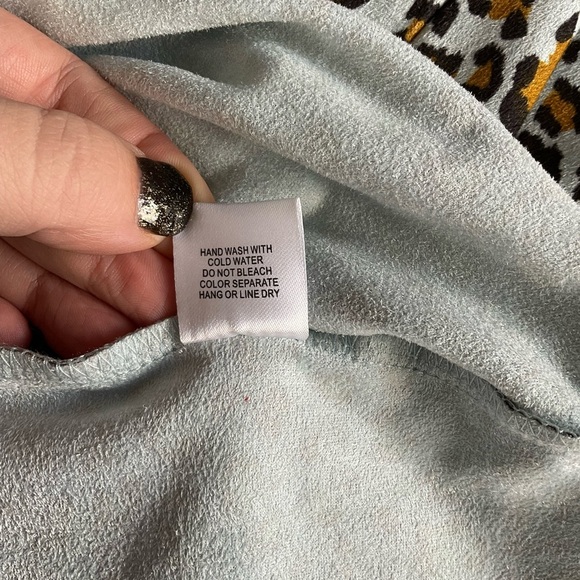 HAND WASH WITH
COLD WATER
DO NOT BLEACH
COLOR SEPARATE
HANG OR LINE DRY